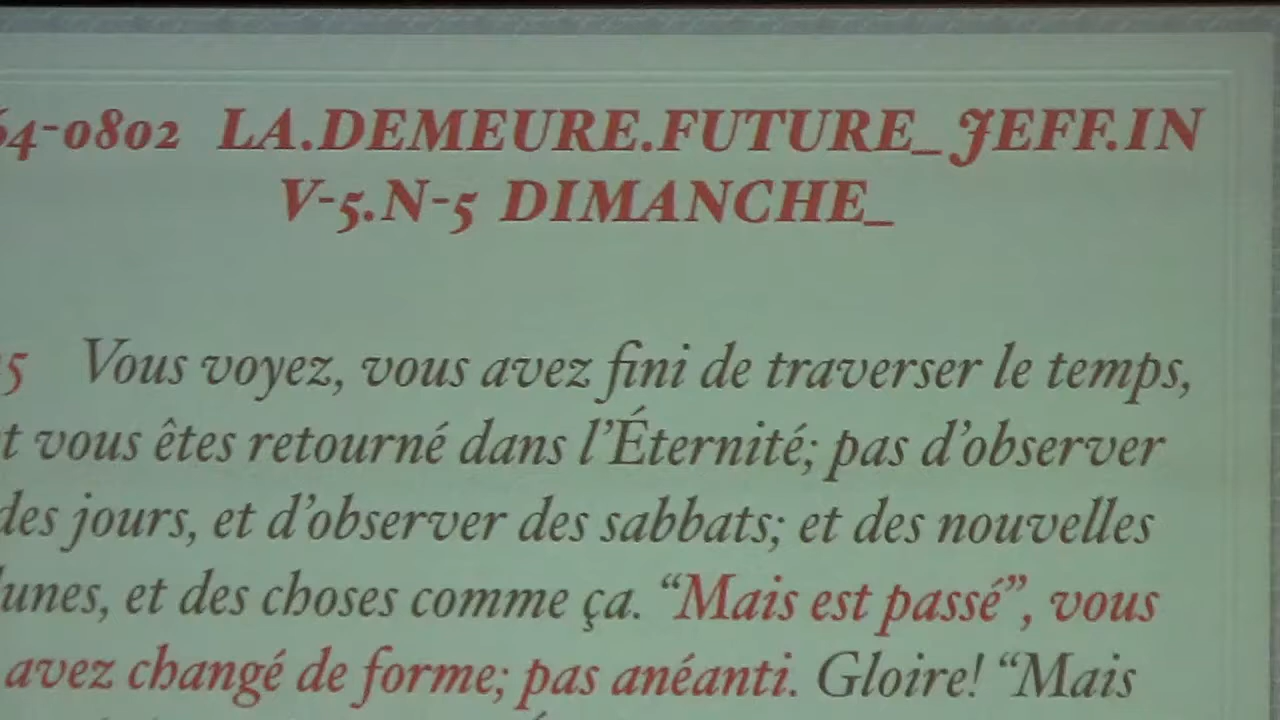 64-0802 LA.DEMEURE.FUTURE_JEFF.IN
V-5.N-5 DIMANCHE_
5 Vous voyez, vous avez fini de traverser le temps,
t vous êtes retourné dans l’Éternité; pas d’observer
des jours, et d’observer des sabbats; et des nouvelles
lunes, et des choses comme ça. “Mais est passé”, vous
avez changé de forme; pas anéanti. Gloire! “Mais